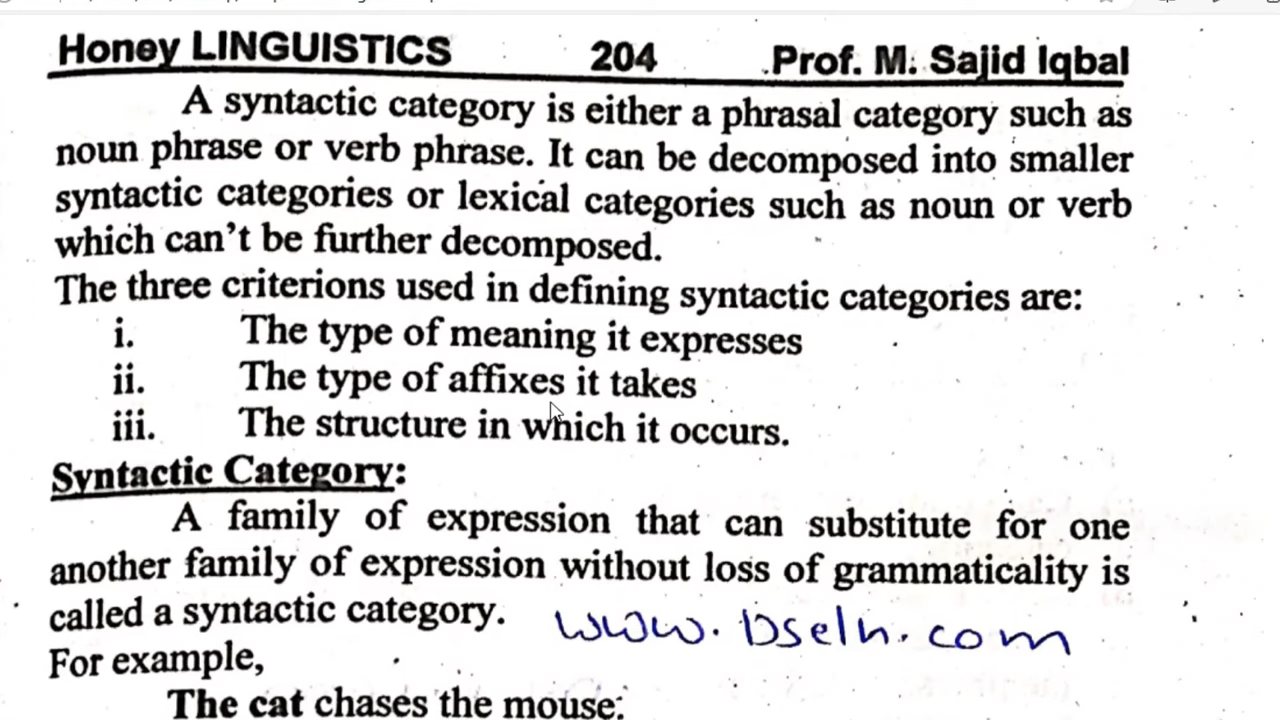 Honey LINGUISTICS 204 Prof. M. Sajid Iqbal
A syntactic category is either a phrasal category such as
noun phrase or verb phrase. It can be decomposed into smaller
syntactic categories or lexical categories such as noun or verb
which can't be further decomposed.
The three criterions used in defining syntactic categories are:
i. The type of meaning it expresses
ii. The type of affixes it takes
iii. The structure in which it occurs.
Syntactic Category:
A family of expression that can substitute for one
another family of expression without loss of grammaticality is
called a syntactic category.
www. bseln.com
For example,
The cat chases the mouse.